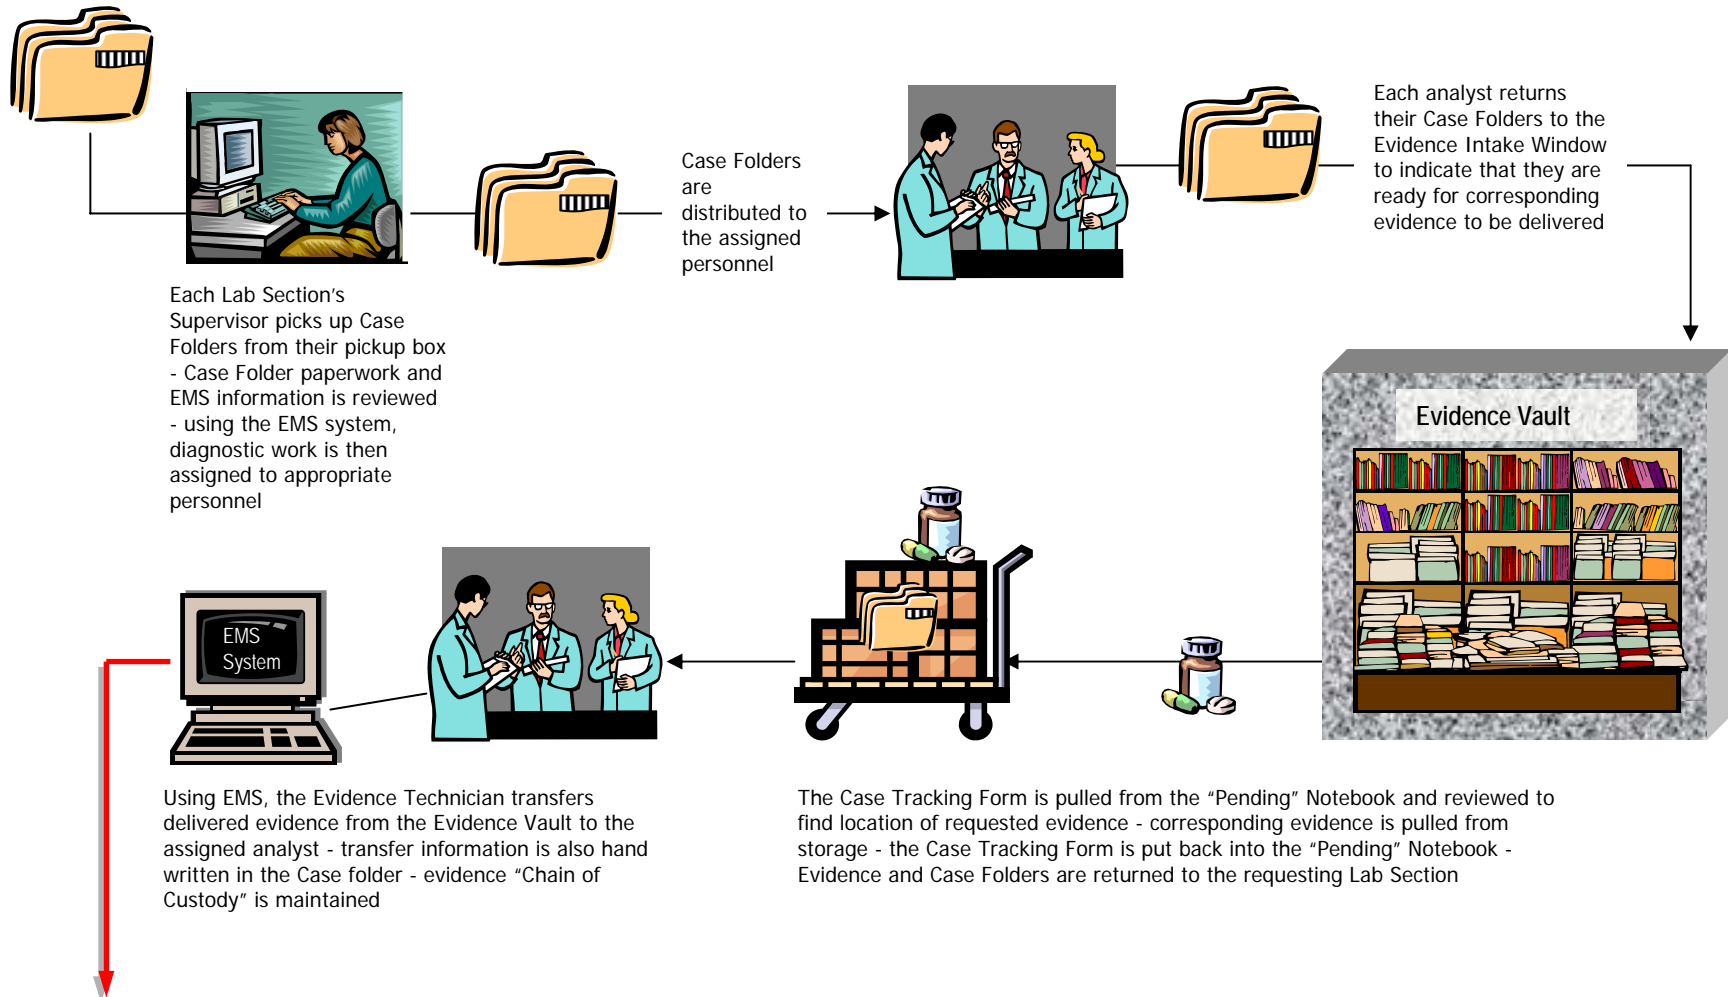 Each Lab Section's
Supervisor picks up Case
Folders from their pickup box
- Case Folder paperwork and
EMS information is reviewed
- using the EMS system,
diagnostic work is then
assigned to appropriate
personnel
Case Folders
are
distributed to
the assigned
personnel
Each analyst returns
their Case Folders to the
Evidence Intake Window
to indicate that they are
ready for corresponding
evidence to be delivered
Evidence Vault
The Case Tracking Form is pulled from the “Pending” Notebook and reviewed to
find location of requested evidence - corresponding evidence is pulled from
storage - the Case Tracking Form is put back into the “Pending” Notebook -
Evidence and Case Folders are returned to the requesting Lab Section
EMS
System
Using EMS, the Evidence Technician transfers
delivered evidence from the Evidence Vault to the
assigned analyst - transfer information is also hand
written in the Case folder - evidence “Chain of
Custody” is maintained